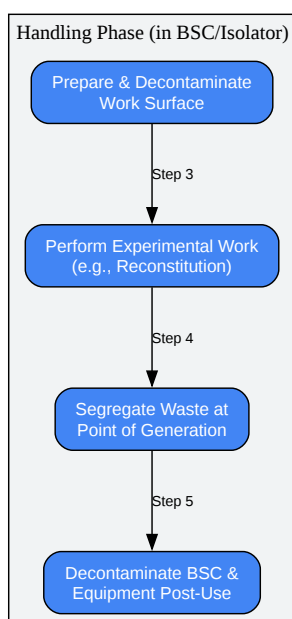 Handling Phase (in BSC/Isolator)
Prepare & Decontaminate
Work Surface
Step 3
Perform Experimental Work
(e.g., Reconstitution)
Step 4
Segregate Waste at
Point of Generation
Step 5
Decontaminate BSC &
Equipment Post-Use